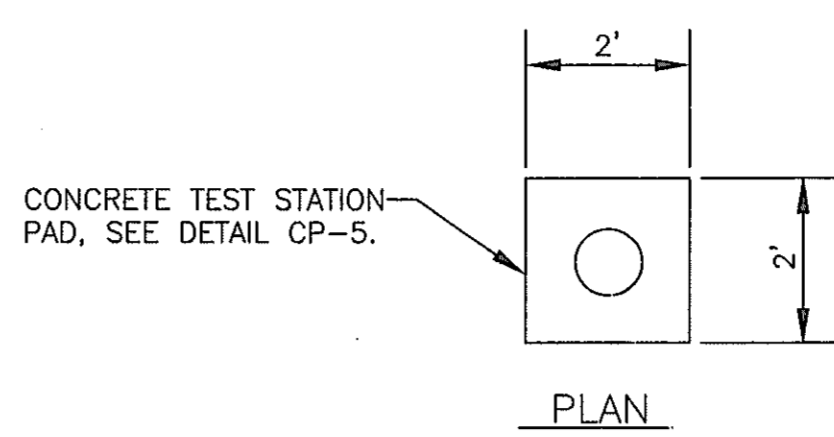 2'
CONCRETE TEST STATION
PAD, SEE DETAIL CP-5.
2'
PLAN